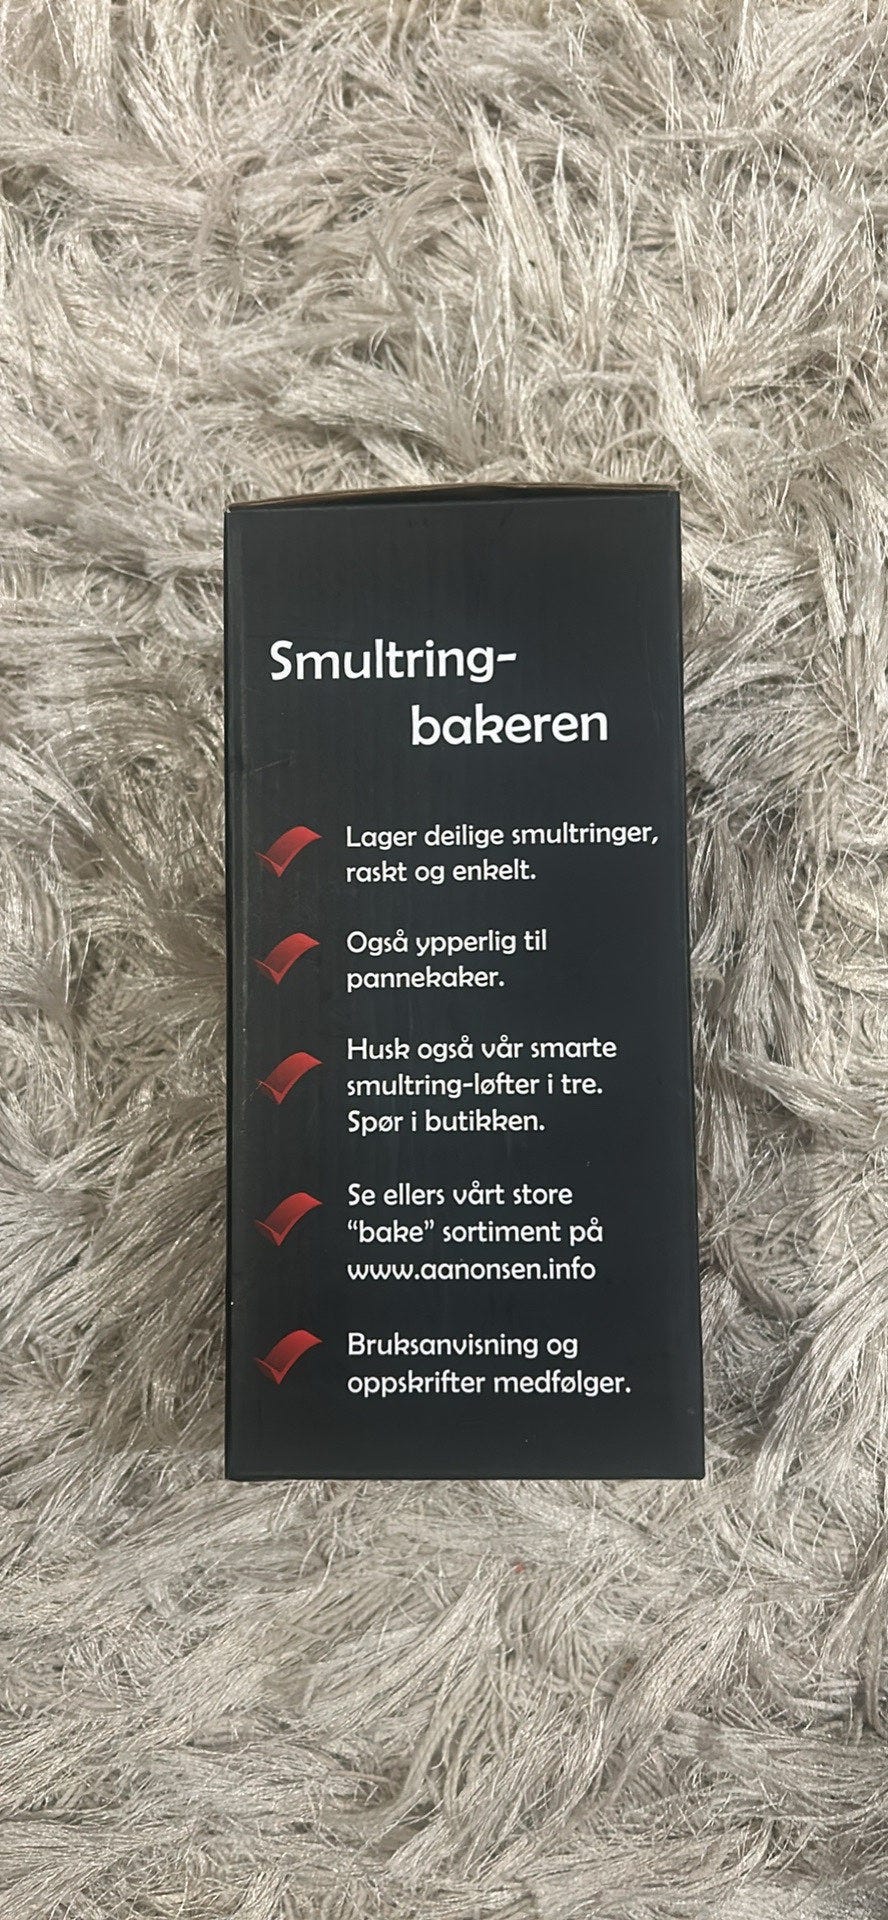 Smultring-
bakeren
Lager deilige smultringer,
raskt og enkelt.
Også ypperlig til
pannekaker.
Husk også vår smarte
smultring-løfter i tre.
Spør i butikken.
Se ellers vårt store
“bake” sortiment på
www.aanonsen.info
Bruksanvisning og
oppskrifter medfølger.